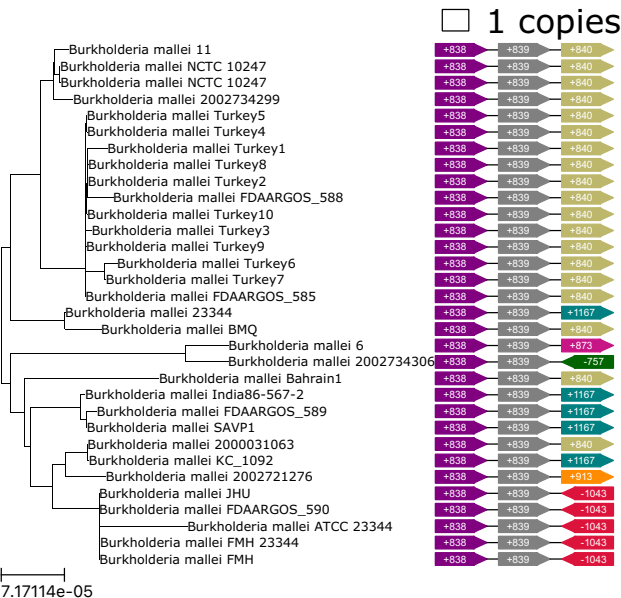 1 copies
Burkholderia mallei 11 +838 +839 +840
Burkholderia mallei NCTC 10247 +838 +839 +840
Burkholderia mallei NCTC 10247 +838 +839 +840
Burkholderia mallei 2002734299 +838 +839 +840
Burkholderia mallei Turkey5 +838 +839 +840
Burkholderia mallei Turkey4 +838 +839 +840
Burkholderia mallei Turkey1 +838 +839 +840
Burkholderia mallei Turkey8 +838 +839 +840
Burkholderia mallei Turkey2 +838 +839 +840
Burkholderia mallei FDAARGOS_588 +838 +839 +840
Burkholderia mallei Turkey10 +838 +839 +840
Burkholderia mallei Turkey3 +838 +839 +840
Burkholderia mallei Turkey9 +838 +839 +840
Burkholderia mallei Turkey6 +838 +839 +840
Burkholderia mallei Turkey7 +838 +839 +840
Burkholderia mallei FDAARGOS_585 +838 +839 +840
Burkholderia mallei 23344 +838 +839 +1167
Burkholderia mallei BMQ +838 +839 +840
Burkholderia mallei 6 +838 +839 +873
Burkholderia mallei 2002734306 +838 +839 -757
Burkholderia mallei Bahrain1 +838 +839 +840
Burkholderia mallei India86-567-2 +838 +839 +1167
Burkholderia mallei FDAARGOS_589 +838 +839 +1167
Burkholderia mallei SAVP1 +838 +839 +1167
Burkholderia mallei 2000031063 +838 +839 +840
Burkholderia mallei KC_1092 +838 +839 +1167
Burkholderia mallei 2002721276 +838 +839 +913
Burkholderia mallei JHU +838 +839 -1043
Burkholderia mallei FDAARGOS_590 +838 +839 -1043
Burkholderia mallei ATCC 23344 +838 +839 -1043
Burkholderia mallei FMH 23344 +838 +839 -1043
Burkholderia mallei FMH +838 +839 -1043
7.17114e-05